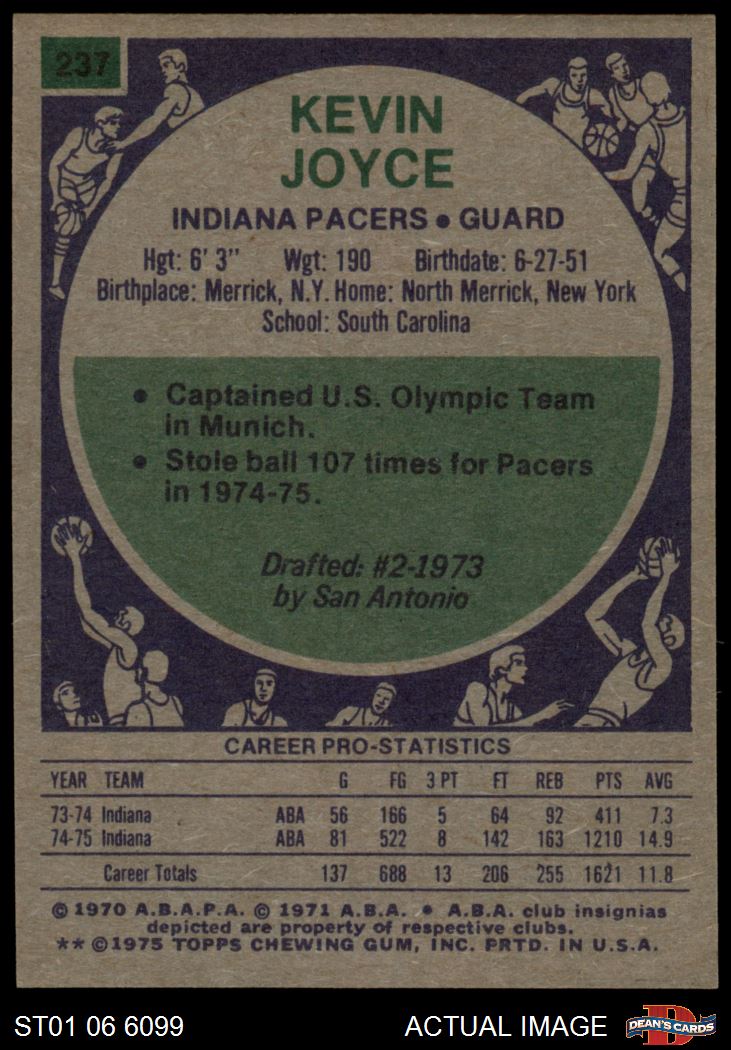 237
KEVIN
JOYCE
INDIANA PACERS • GUARD
Hgt: 6' 3" Wgt: 190 Birthdate: 6-27-51
Birthplace: Merrick, N.Y. Home: North Merrick, New York
School: South Carolina
• Captained U.S. Olympic Team
in Munich.
• Stole ball 107 times for Pacers
in 1974-75.
Drafted: #2-1973
by San Antonio
CAREER PRO-STATISTICS
YEAR TEAM G FG 3 PT FT REB PTS AVG
73-74 Indiana ABA 56 166 5 64 92 411 7.3
74-75 Indiana ABA 81 522 8 142 163 1210 14.9
Career Totals 137 688 13 206 255 1621 11.8
© 1970 A.B.A.P.A. © 1971 A.B.A. • A.B.A. club insignias
depicted are property of respective clubs.
** © 1975 TOPPS CHEWING GUM, INC. PRTD. IN U.S.A.
ST01 06 6099 ACTUAL IMAGE D DEAN'S CARDS